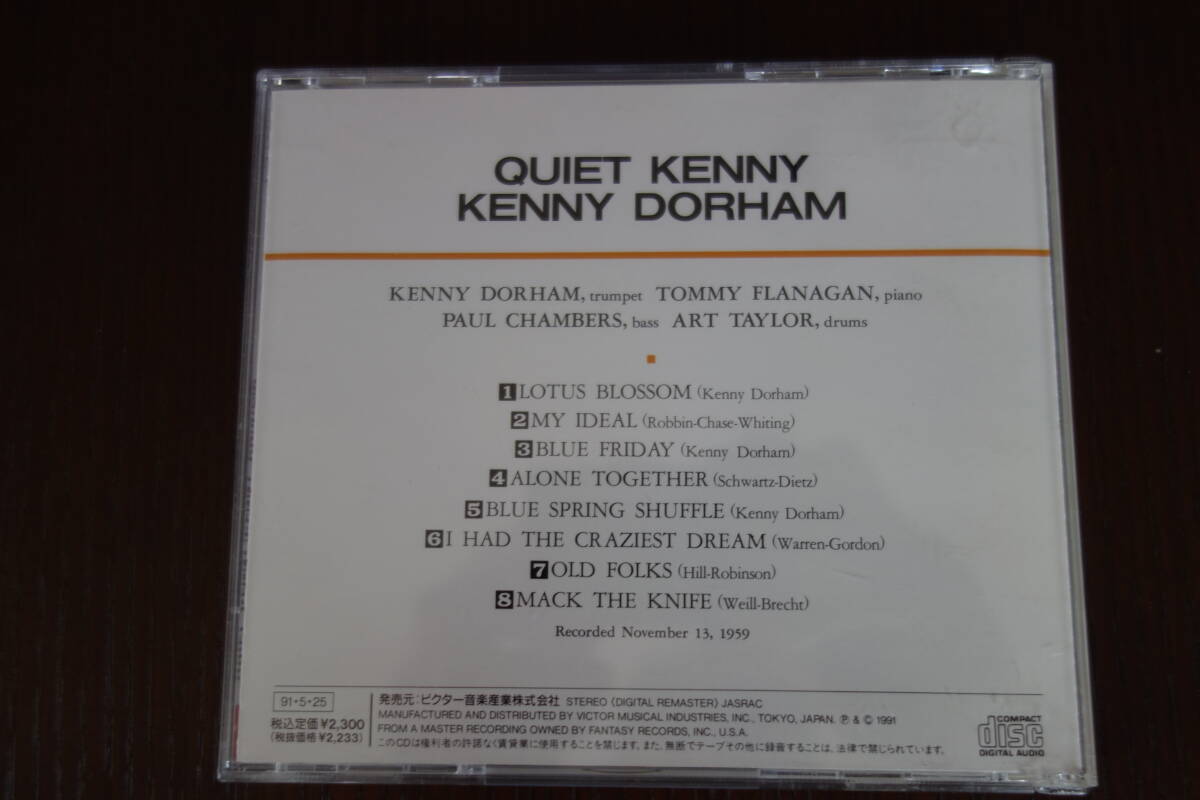 QUIET KENNY
KENNY DORHAM
KENNY DORHAM, trumpet TOMMY FLANAGAN, piano
PAUL CHAMBERS, bass ART TAYLOR, drums
1 LOTUS BLOSSOM (Kenny Dorham)
2 MY IDEAL (Robbin-Chase-Whiting)
3 BLUE FRIDAY (Kenny Dorham)
4 ALONE TOGETHER (Schwartz-Dietz)
5 BLUE SPRING SHUFFLE (Kenny Dorham)
6 I HAD THE CRAZIEST DREAM (Warren-Gordon)
7 OLD FOLKS (Hill-Robinson)
8 MACK THE KNIFE (Weill-Brecht)
Recorded November 13, 1959
91・5・25
税込定価¥2,300
(税抜価格¥2,233)
発売元：ビクター音楽産業株式会社 STEREO 〈DIGITAL REMASTER〉 JASRAC
MANUFACTURED AND DISTRIBUTED BY VICTOR MUSICAL INDUSTRIES, INC., TOKYO, JAPAN. Ⓟ & © 1991
FROM A MASTER RECORDING OWNED BY FANTASY RECORDS, INC., U.S.A.
このCDは権利者の許諾なく賃貸業に使用することを禁じます。また、無断でテープその他に録音することは、法律で禁じられています。
COMPACT
disc
DIGITAL AUDIO